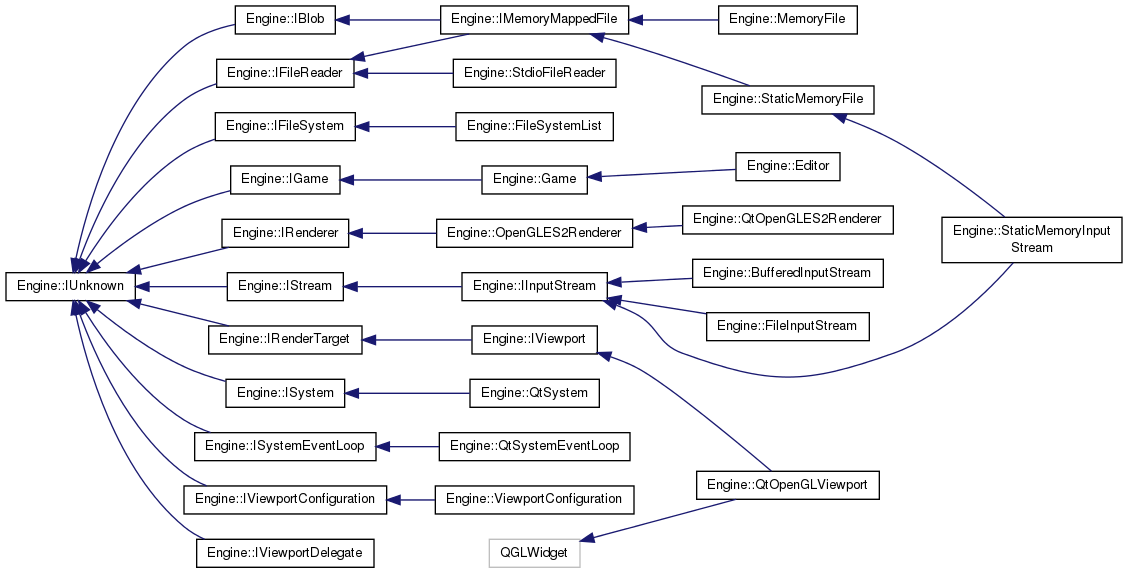 Engine::IBlob
Engine::IMemoryMappedFile
Engine::MemoryFile
Engine::IFileReader
Engine::StdioFileReader
Engine::StaticMemoryFile
Engine::IFileSystem
Engine::FileSystemList
Engine::IGame
Engine::Game
Engine::Editor
Engine::IRenderer
Engine::OpenGLES2Renderer
Engine::QtOpenGLES2Renderer
Engine::StaticMemoryInput
Stream
Engine::IUnknown
Engine::IStream
Engine::IInputStream
Engine::BufferedInputStream
Engine::FileInputStream
Engine::IRenderTarget
Engine::IViewport
Engine::ISystem
Engine::QtSystem
Engine::ISystemEventLoop
Engine::QtSystemEventLoop
Engine::IViewportConfiguration
Engine::ViewportConfiguration
Engine::QtOpenGLViewport
Engine::IViewportDelegate
QGLWidget